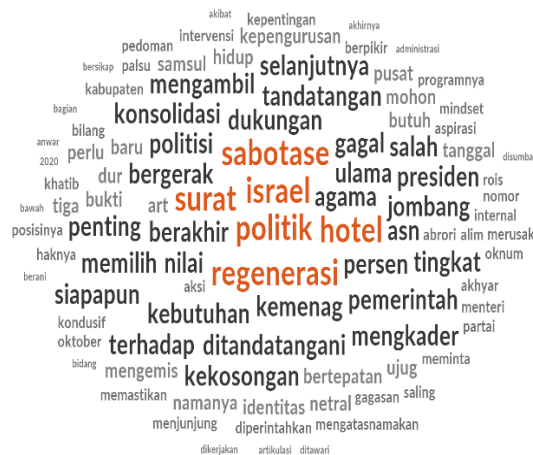 akibat
kepentingan akhirnya
intervensi kepengurusan
pedoman berpikir administrasi
bersikap palsu samsul hidup selanjutnya pusat
kabupaten mengambil tandatangan programnya
mohon
bagian konsolidasi dukungan butuh mindset
bilang aspirasi
anwar perlu baru politisi sabotase gagal salah tanggal
2020 disumba
khatib dur bergerak ulama presiden rois
tiga bukti art surat israel agama jombang nomor
bawah internal
posisinya penting berakhir politik hotel asn abrori alim merusak
haknya memilih nilai persen tingkat oknum
berani regenerasi
siapapun aksi akhyar
kebutuhan kemenag pemerintah menteri
kondusif partai
oktober terhadap ditandatangani mengkader
bidang mengemis kekosongan bertepatan ujug meminta
memastikan namanya identitas netral gagasan saling
menjunjung diperintahkan mengatasnamakan
dikerjakan artikulasi ditawari